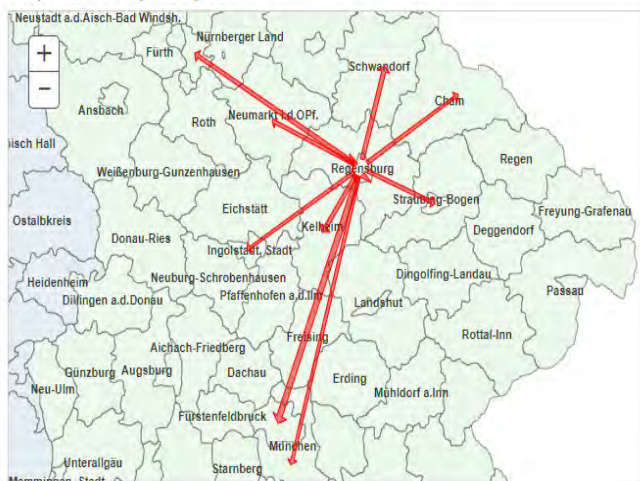 Neustadt a.d.Aisch-Bad Windsh.
Nürnberger Land
+
Fürth
Schwandorf
−
Cham
Ansbach
Roth
Neumarkt i.d.OPf.
Regen
Regensburg
Weißenburg-Gunzenhausen
Straubing-Bogen
Eichstätt
Freyung-Grafenau
Ostalbkreis
Kelheim
Deggendorf
Donau-Ries
Ingolstadt, Stadt
Neuburg-Schrobenhausen
Dingolfing-Landau
Heidenheim
Pfaffenhofen a.d.Ilm
Passau
Dillingen a.d.Donau
Landshut
Freising
Rottal-Inn
Aichach-Friedberg
Günzburg
Augsburg
Dachau
Erding
Neu-Ulm
Mühldorf a.Inn
Fürstenfeldbruck
München
Unterallgäu
Starnberg
Memmingen, Stadt